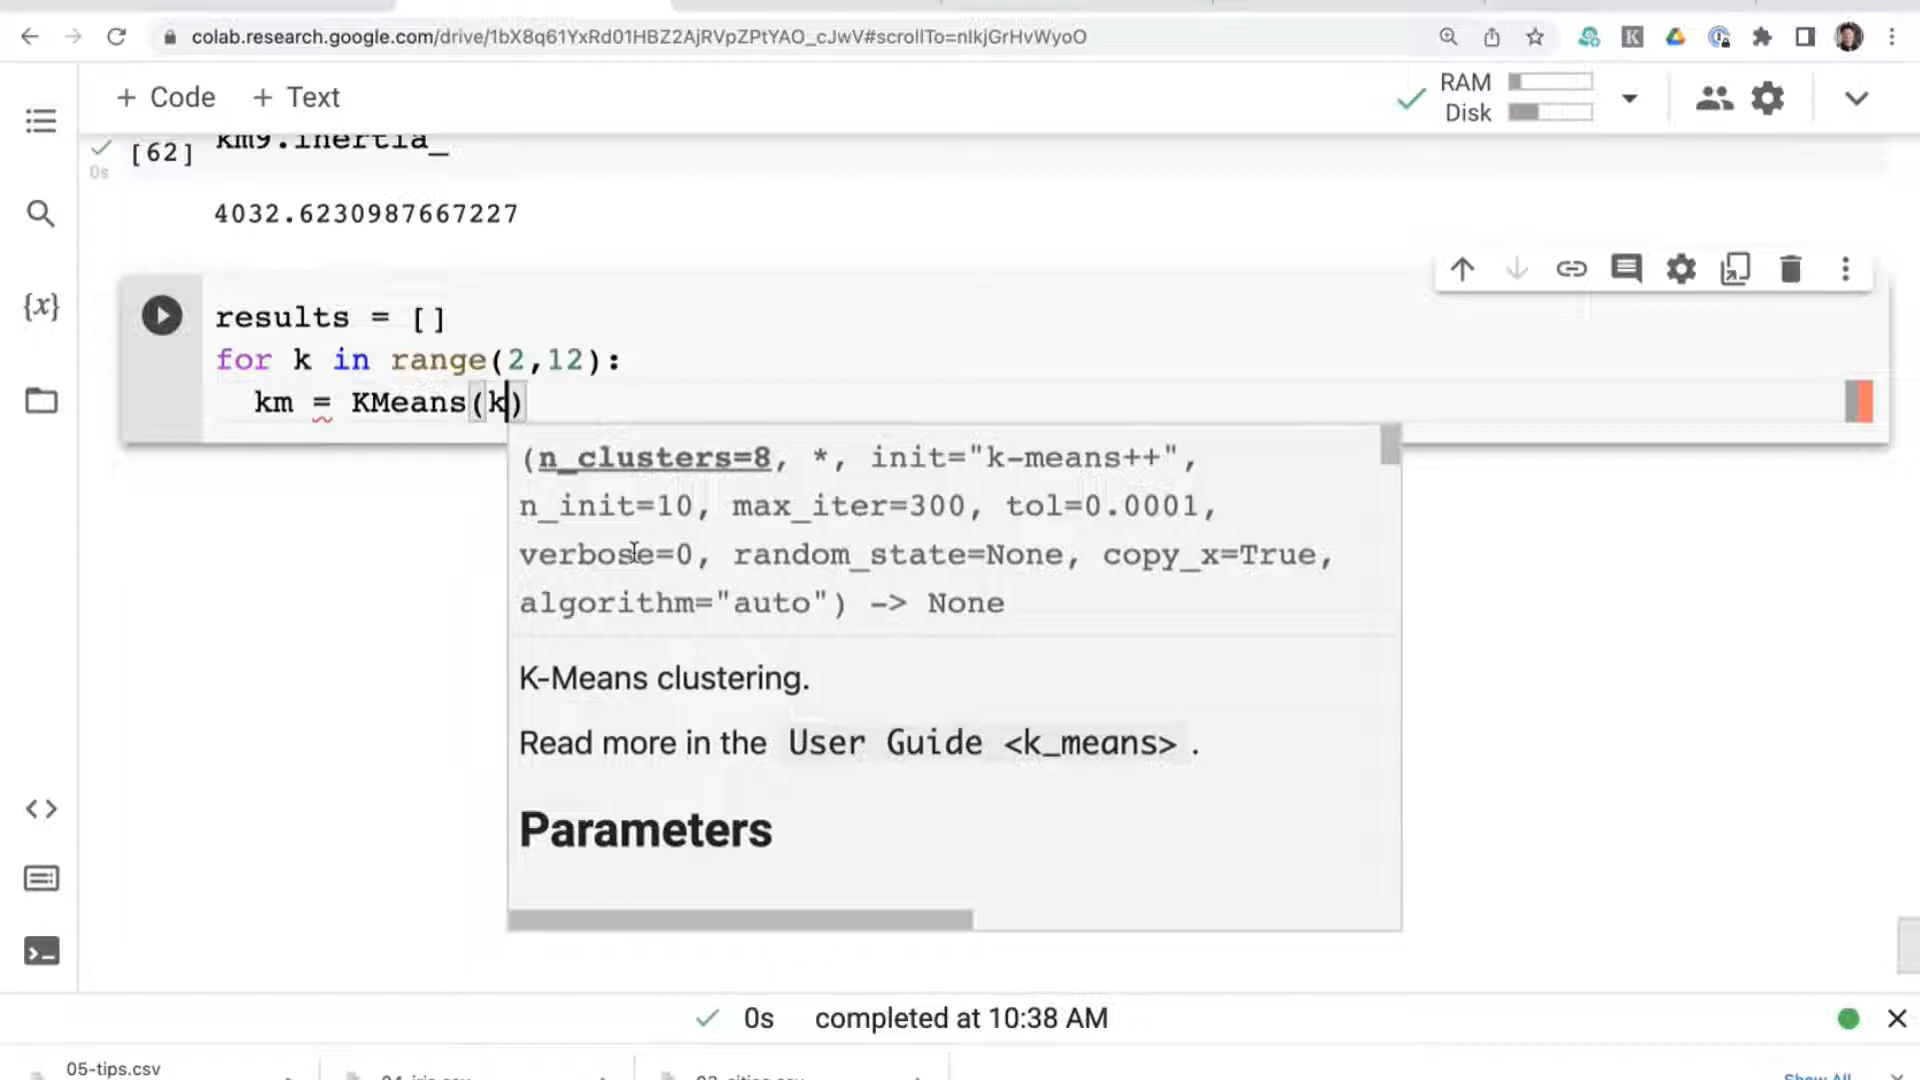 colab.research.google.com/drive/1bX8q61YxRd01HBZ2AjRVpZPtYAO_cJwV#scrollTo=nlkjGrHvWyoO
+ Code + Text
RAM
Disk
[62] km9.inertia_
0s
4032.6230987667227
results = []
for k in range(2,12):
km = KMeans(k)
(n_clusters=8, *, init="k-means++",
n_init=10, max_iter=300, tol=0.0001,
verbose=0, random_state=None, copy_x=True,
algorithm="auto") -> None
K-Means clustering.
Read more in the User Guide <k_means> .
Parameters
{x}
0s completed at 10:38 AM
05-tips.csv
Show All